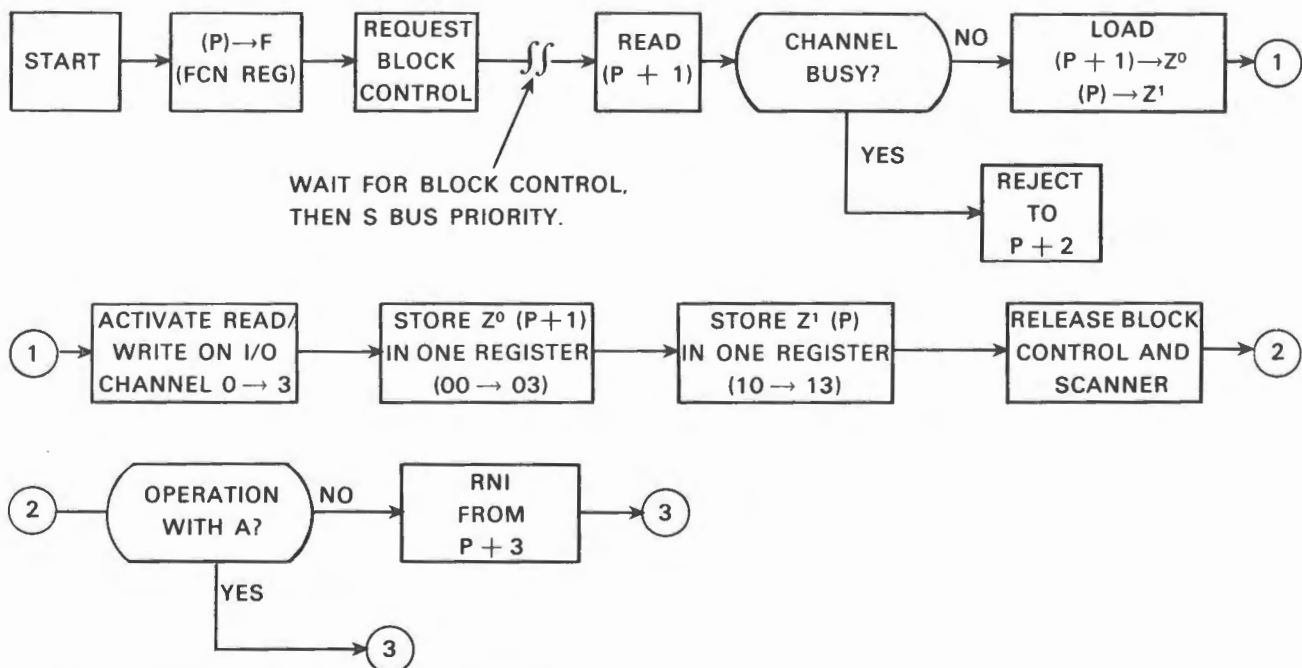 START
(P)→F
(FCN REG)
REQUEST
BLOCK
CONTROL
WAIT FOR BLOCK CONTROL,
THEN S BUS PRIORITY.
READ
(P + 1)
CHANNEL
BUSY?
NO
YES
LOAD
(P + 1)→Z⁰
(P) → Z¹
1
REJECT
TO
P + 2
1
ACTIVATE READ/
WRITE ON I/O
CHANNEL 0 → 3
STORE Z⁰ (P+1)
IN ONE REGISTER
(00 → 03)
STORE Z¹ (P)
IN ONE REGISTER
(10 → 13)
RELEASE BLOCK
CONTROL AND
SCANNER
2
2
OPERATION
WITH A?
NO
RNI
FROM
P + 3
3
YES
3